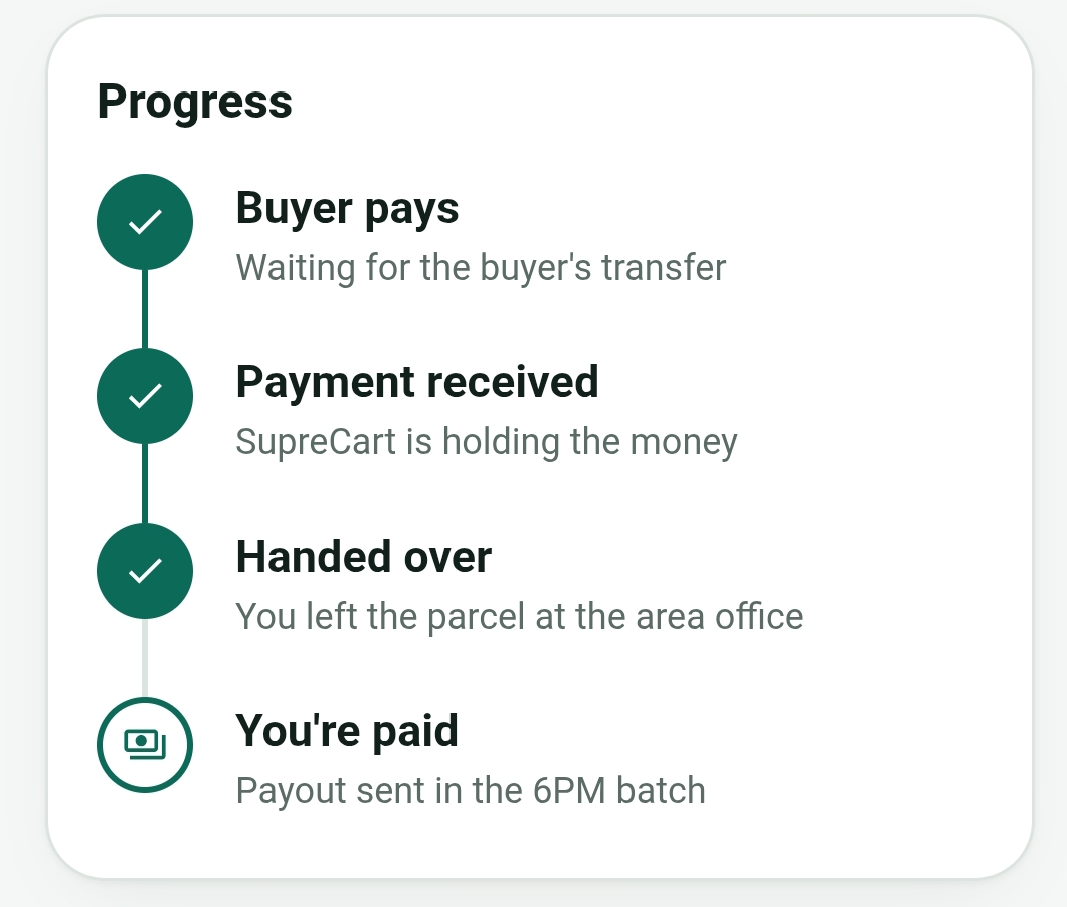 Progress
Buyer pays
Waiting for the buyer's transfer
Payment received
SupreCart is holding the money
Handed over
You left the parcel at the area office
You're paid
Payout sent in the 6PM batch